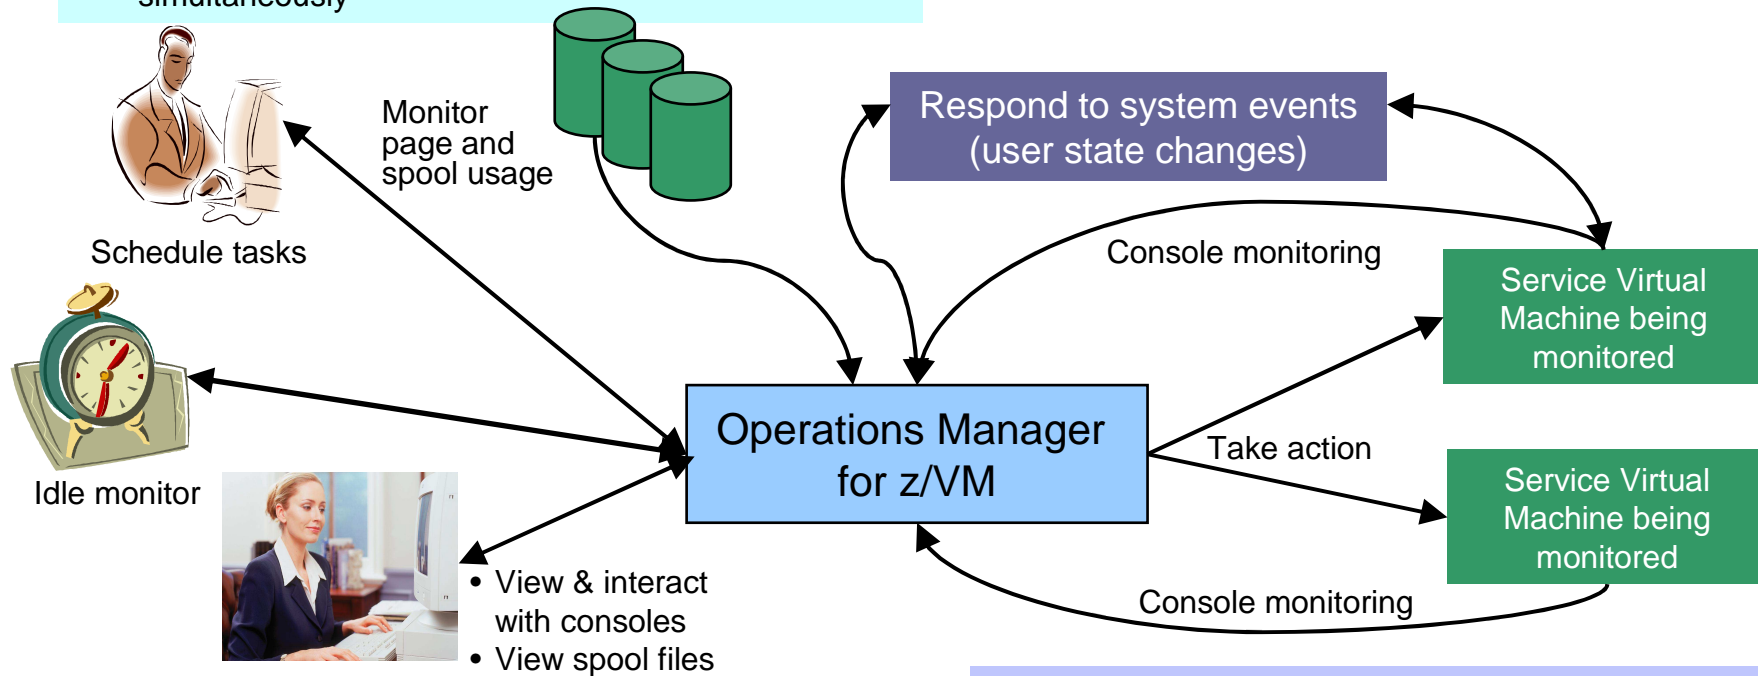 simultaneously
Monitor
page and
spool usage
Respond to system events
(user state changes)
Schedule tasks
Console monitoring
Service Virtual
Machine being
monitored
Operations Manager
for z/VM
Take action
Idle monitor
Service Virtual
Machine being
monitored
• View & interact
with consoles
• View spool files
Console monitoring